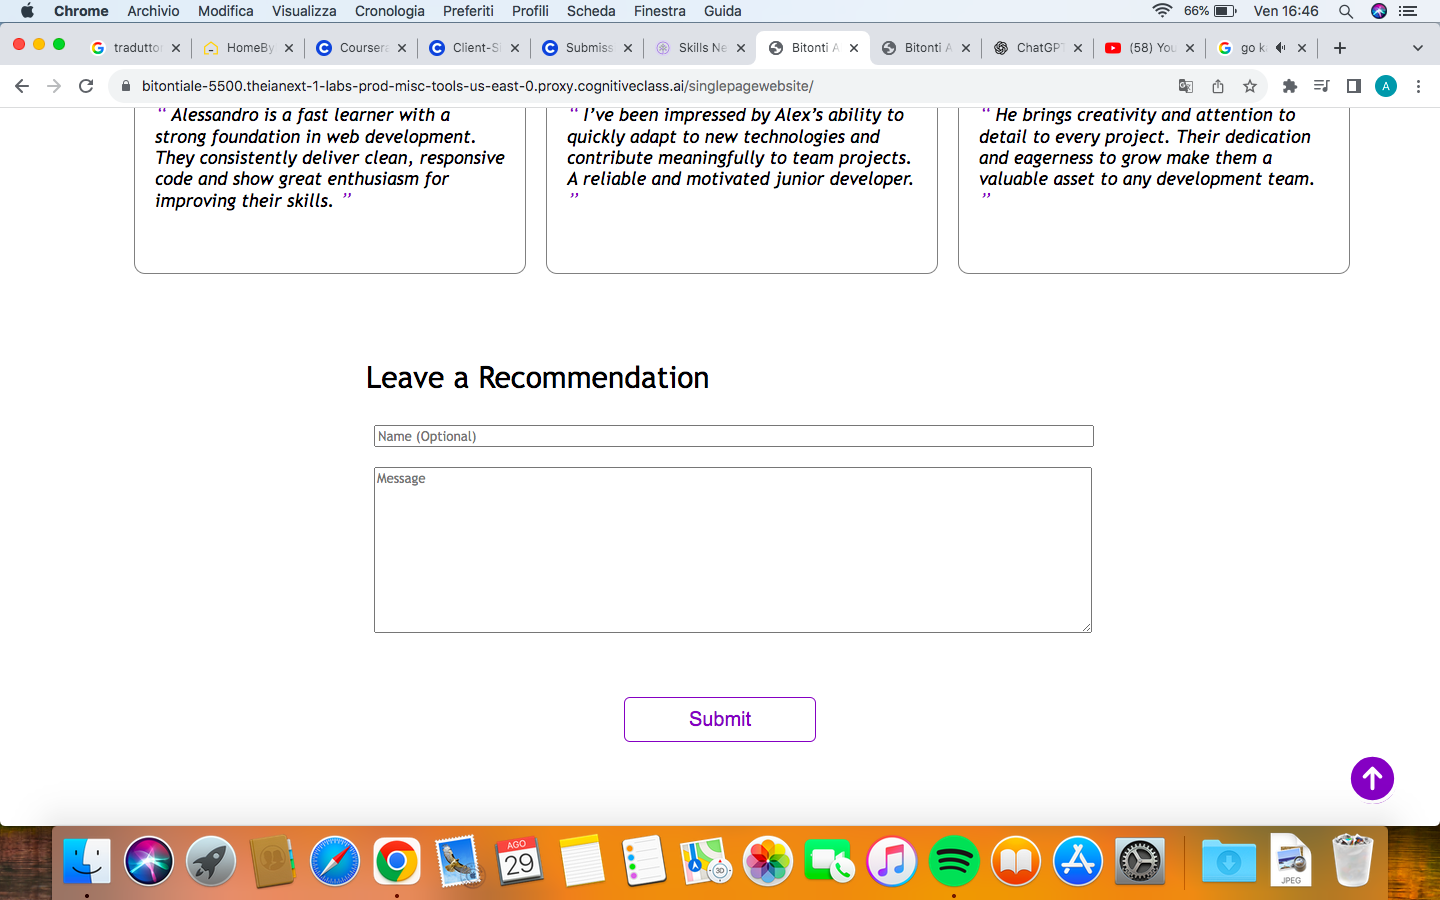 Chrome Archivio Modifica Visualizza Cronologia Preferiti Profili Scheda Finestra Guida 66% Ven 16:46
traduttor HomeBy Coursera Client-Si Submiss Skills Ne Bitonti A Bitonti A ChatGPT (58) You go k
bitontiale-5500.theianext-1-labs-prod-misc-tools-us-east-0.proxy.cognitiveclass.ai/singlepagewebsite/
A
“ Alessandro is a fast learner with a
strong foundation in web development.
They consistently deliver clean, responsive
code and show great enthusiasm for
improving their skills. ”
“ I’ve been impressed by Alex’s ability to
quickly adapt to new technologies and
contribute meaningfully to team projects.
A reliable and motivated junior developer.
”
“ He brings creativity and attention to
detail to every project. Their dedication
and eagerness to grow make them a
valuable asset to any development team.
”
Leave a Recommendation
Name (Optional)
Message
Submit
AGO
29
3D
JPEG